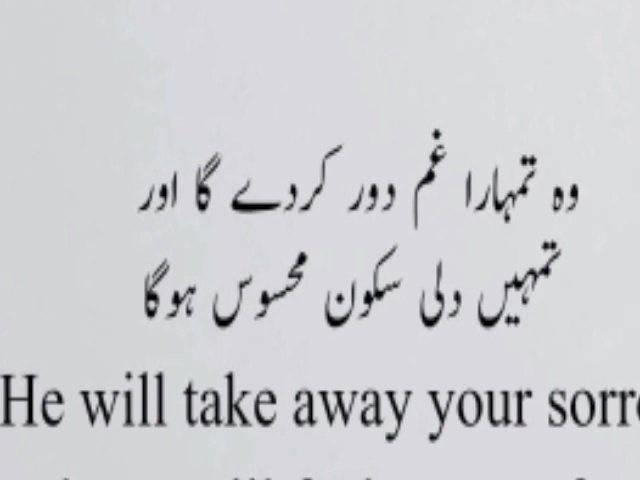 وہ تمہارا غم دور کردے گا اور
تمہیں دلی سکون محسوس ہوگا
He will take away your